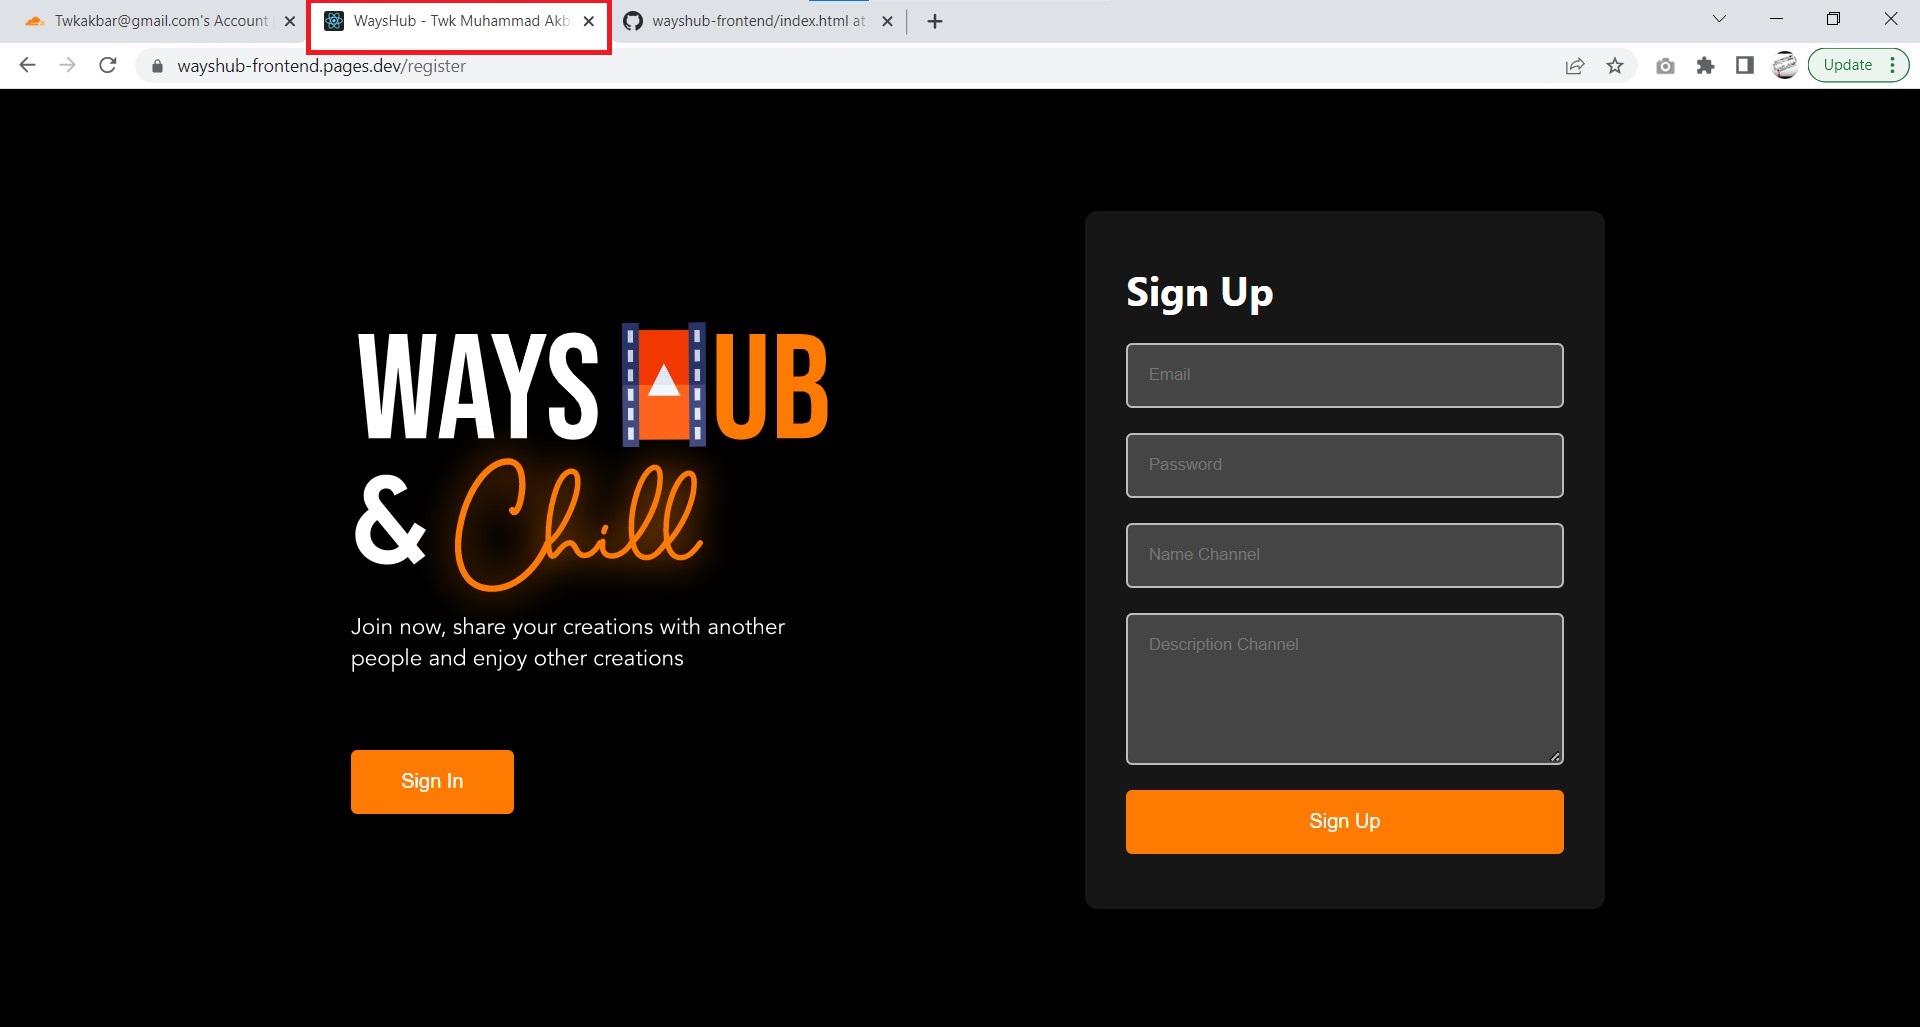 Twkakbar@gmail.com's Account
WaysHub - Twk Muhammad Akb
wayshub-frontend/index.html at
wayshub-frontend.pages.dev/register
Update
WAYS HUB
& Chill
Join now, share your creations with another
people and enjoy other creations
Sign In
Sign Up
Email
Password
Name Channel
Description Channel
Sign Up